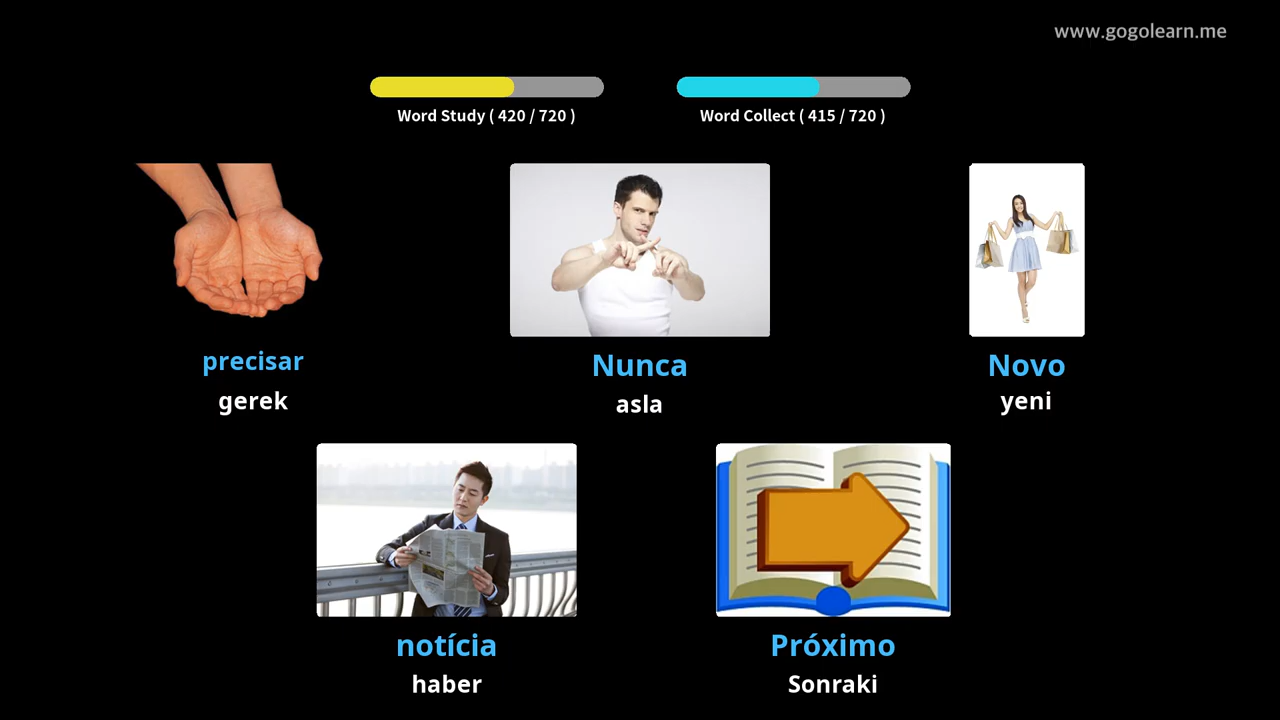 www.gogolearn.me
Word Study ( 420 / 720 )
Word Collect ( 415 / 720 )
precisar
gerek
Nunca
asla
Novo
yeni
notícia
haber
Próximo
Sonraki